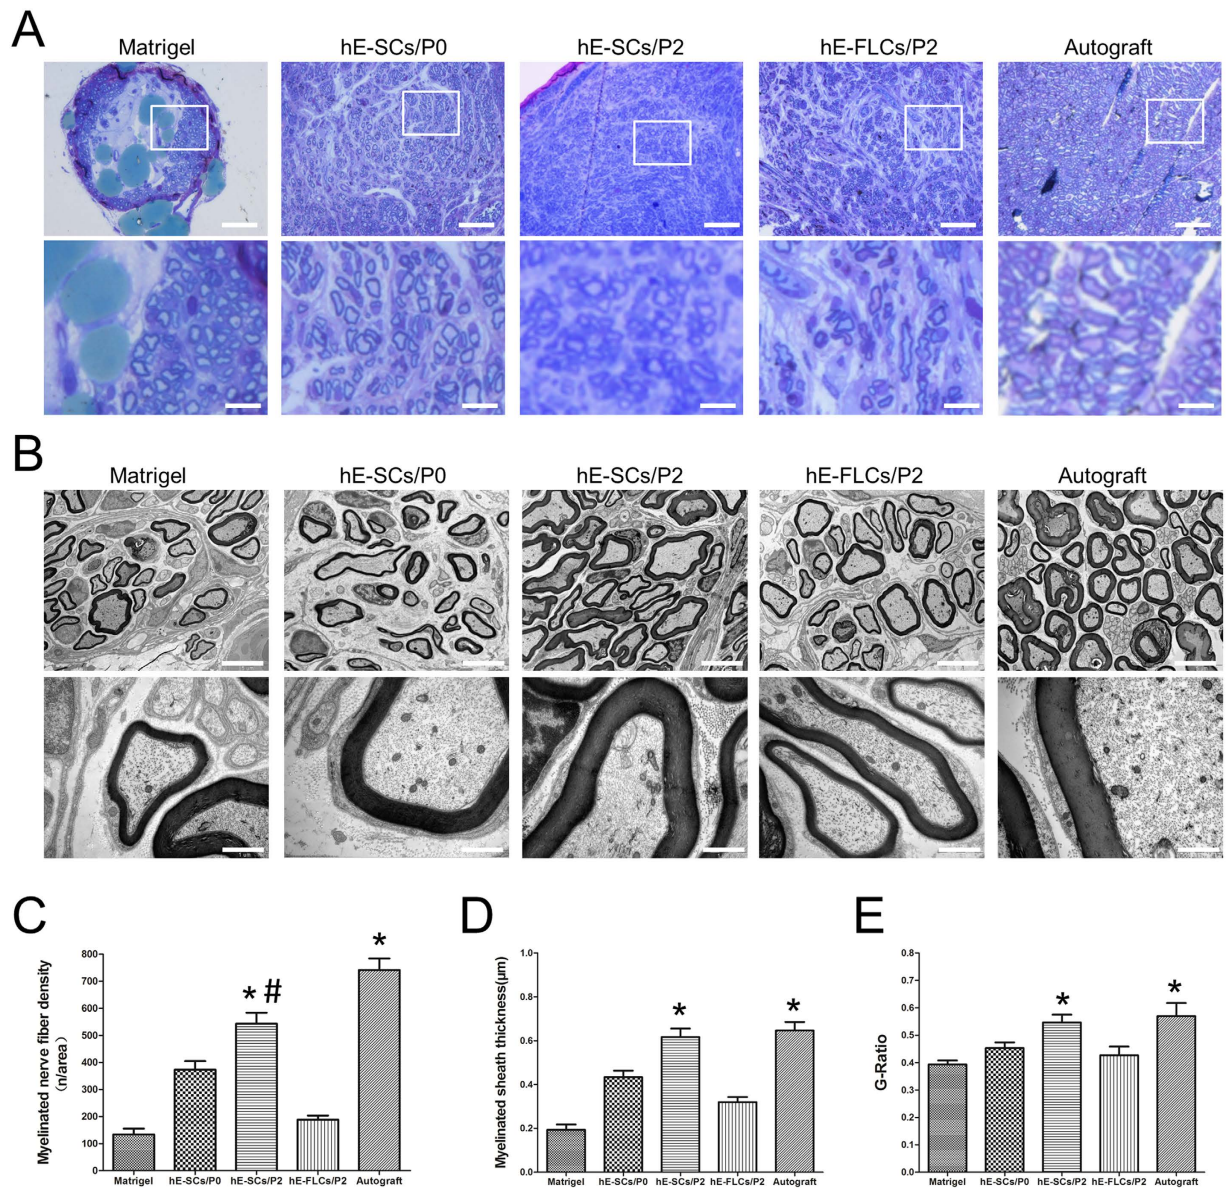 A
Matrigel hE-SCs/P0 hE-SCs/P2 hE-FLCs/P2 Autograft
B
Matrigel hE-SCs/P0 hE-SCs/P2 hE-FLCs/P2 Autograft
1 um
C
Myelinated nerve fiber density
(n/area)
800
700
600
500
400
300
200
100
0
* # *
Matrigel hE-SCs/P0 hE-SCs/P2 hE-FLCs/P2 Autograft
D
Myelinated sheath thickness(μm)
1.0
0.8
0.6
0.4
0.2
0.0
* *
Matrigel hE-SCs/P0 hE-SCs/P2 hE-FLCs/P2 Autograft
E
G-Ratio
0.8
0.7
0.6
0.5
0.4
0.3
0.2
0.1
0.0
* *
Matrigel hE-SCs/P0 hE-SCs/P2 hE-FLCs/P2 Autograft